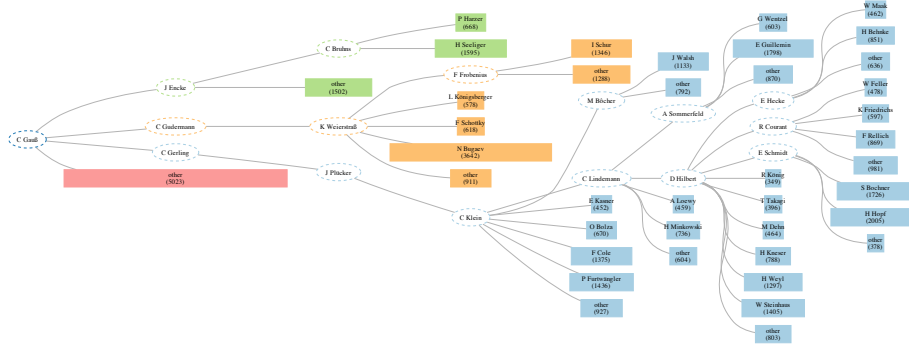 C Gauß
J Encke
C Gudermann
C Gerling
other
(5023)
C Bruhns
other
(1502)
K Weierstraß
J Plücker
P Harzer
(668)
H Seeliger
(1595)
F Frobenius
L Königsberger
(578)
F Schottky
(618)
N Bugaev
(3642)
other
(911)
C Klein
I Schur
(1346)
other
(1288)
M Bôcher
C Lindemann
E Kasner
(452)
O Bolza
(670)
F Cole
(1375)
P Furtwängler
(1436)
other
(927)
J Walsh
(1133)
other
(792)
A Sommerfeld
D Hilbert
A Loewy
(459)
H Minkowski
(736)
other
(604)
G Wentzel
(603)
E Guillemin
(1798)
other
(870)
E Hecke
R Courant
E Schmidt
R König
(349)
T Takagi
(396)
M Dehn
(464)
H Kneser
(788)
H Weyl
(1297)
W Steinhaus
(1405)
other
(803)
W Maak
(462)
H Behnke
(851)
other
(636)
W Feller
(478)
K Friedrichs
(597)
F Rellich
(869)
other
(981)
S Bochner
(1726)
H Hopf
(2005)
other
(378)